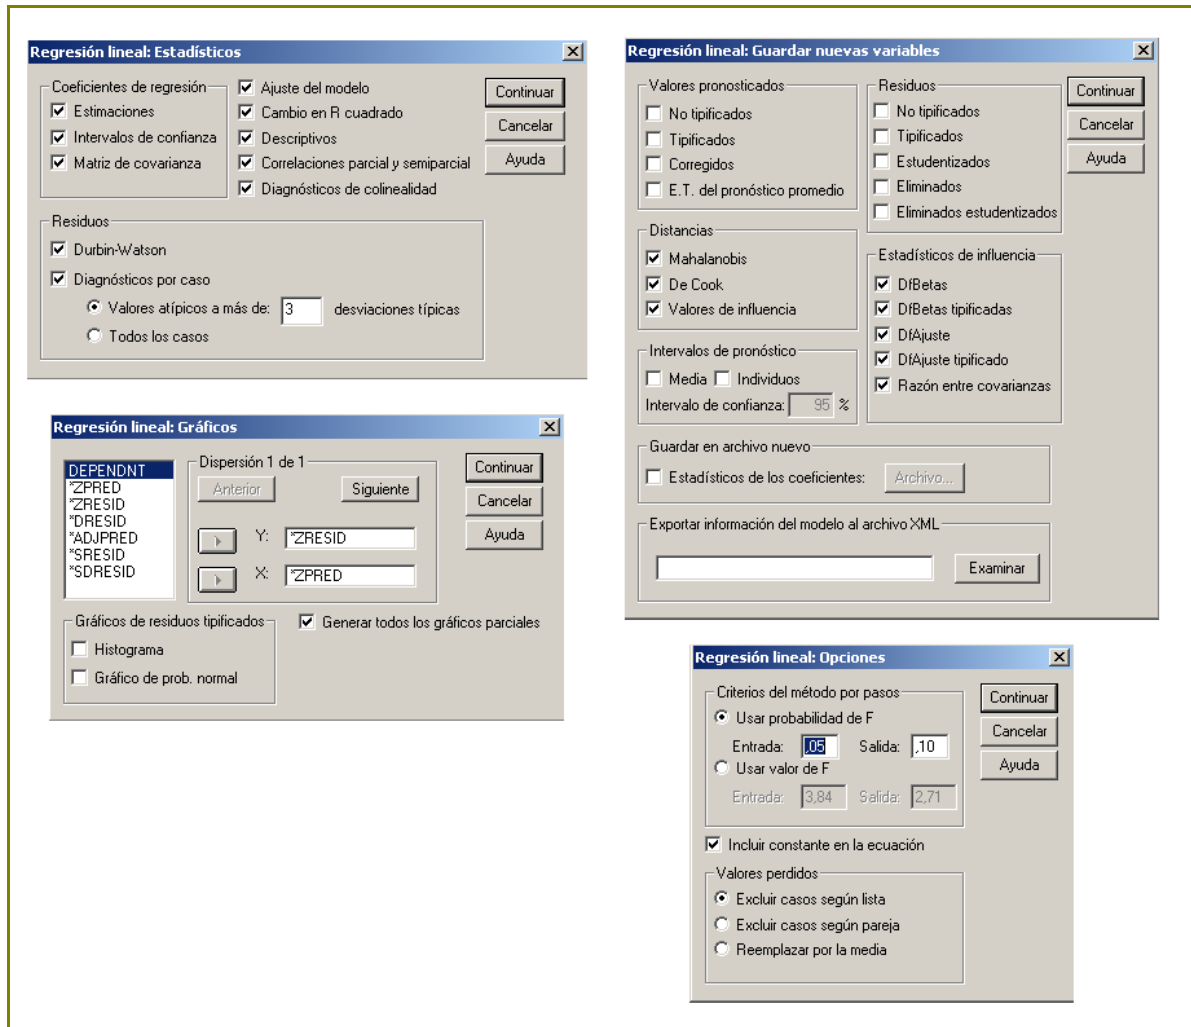 Regresión lineal: Estadísticos
Coeficientes de regresión
Estimaciones
Intervalos de confianza
Matriz de covarianza
Ajuste del modelo
Cambio en R cuadrado
Descriptivos
Correlaciones parcial y semiparcial
Diagnósticos de colinealidad
Continuar
Cancelar
Ayuda
Residuos
Durbin-Watson
Diagnósticos por caso
Valores atípicos a más de: 3 desviaciones típicas
Todos los casos
Regresión lineal: Guardar nuevas variables
Valores pronosticados
No tipificados
Tipificados
Corregidos
E.T. del pronóstico promedio
Residuos
No tipificados
Tipificados
Estudentizados
Eliminados
Eliminados estudentizados
Continuar
Cancelar
Ayuda
Distancias
Mahalanobis
De Cook
Valores de influencia
Estadísticos de influencia
DfBetas
DfBetas tipificadas
DfAjuste
DfAjuste tipificado
Razón entre covarianzas
Intervalos de pronóstico
Media Individuos
Intervalo de confianza: 95 %
Guardar en archivo nuevo
Estadísticos de los coeficientes: Archivo...
Exportar información del modelo al archivo XML
Examinar
Regresión lineal: Gráficos
DEPENDNT
*ZPRED
*ZRESID
*DRESID
*ADJPRED
*SRESID
*SDRESID
Dispersión 1 de 1
Anterior Siguiente
Y: *ZRESID
X: *ZPRED
Continuar
Cancelar
Ayuda
Gráficos de residuos tipificados
Histograma
Gráfico de prob. normal
Generar todos los gráficos parciales
Regresión lineal: Opciones
Criterios del método por pasos
Usar probabilidad de F
Entrada: ,05 Salida: ,10
Usar valor de F
Entrada: 3,84 Salida: 2,71
Continuar
Cancelar
Ayuda
Incluir constante en la ecuación
Valores perdidos
Excluir casos según lista
Excluir casos según pareja
Reemplazar por la media